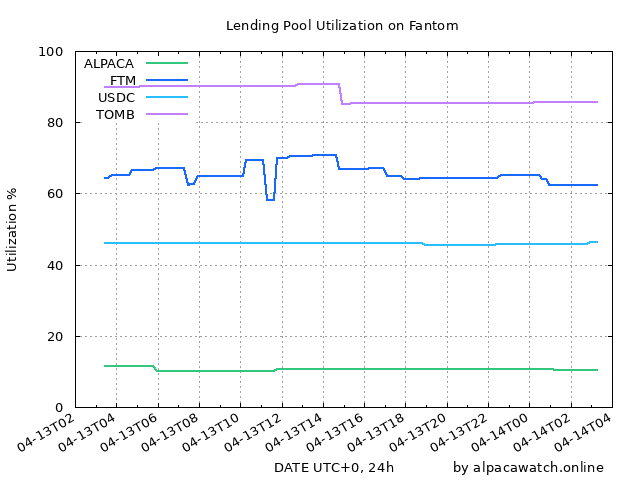 Lending Pool Utilization on Fantom
100
80
60
40
20
0
Utilization %
ALPACA
FTM
USDC
TOMB
04-13T02
04-13T04
04-13T06
04-13T08
04-13T10
04-13T12
04-13T14
04-13T16
04-13T18
04-13T20
04-13T22
04-14T00
04-14T02
04-14T04
DATE UTC+0, 24h
by alpacawatch.online